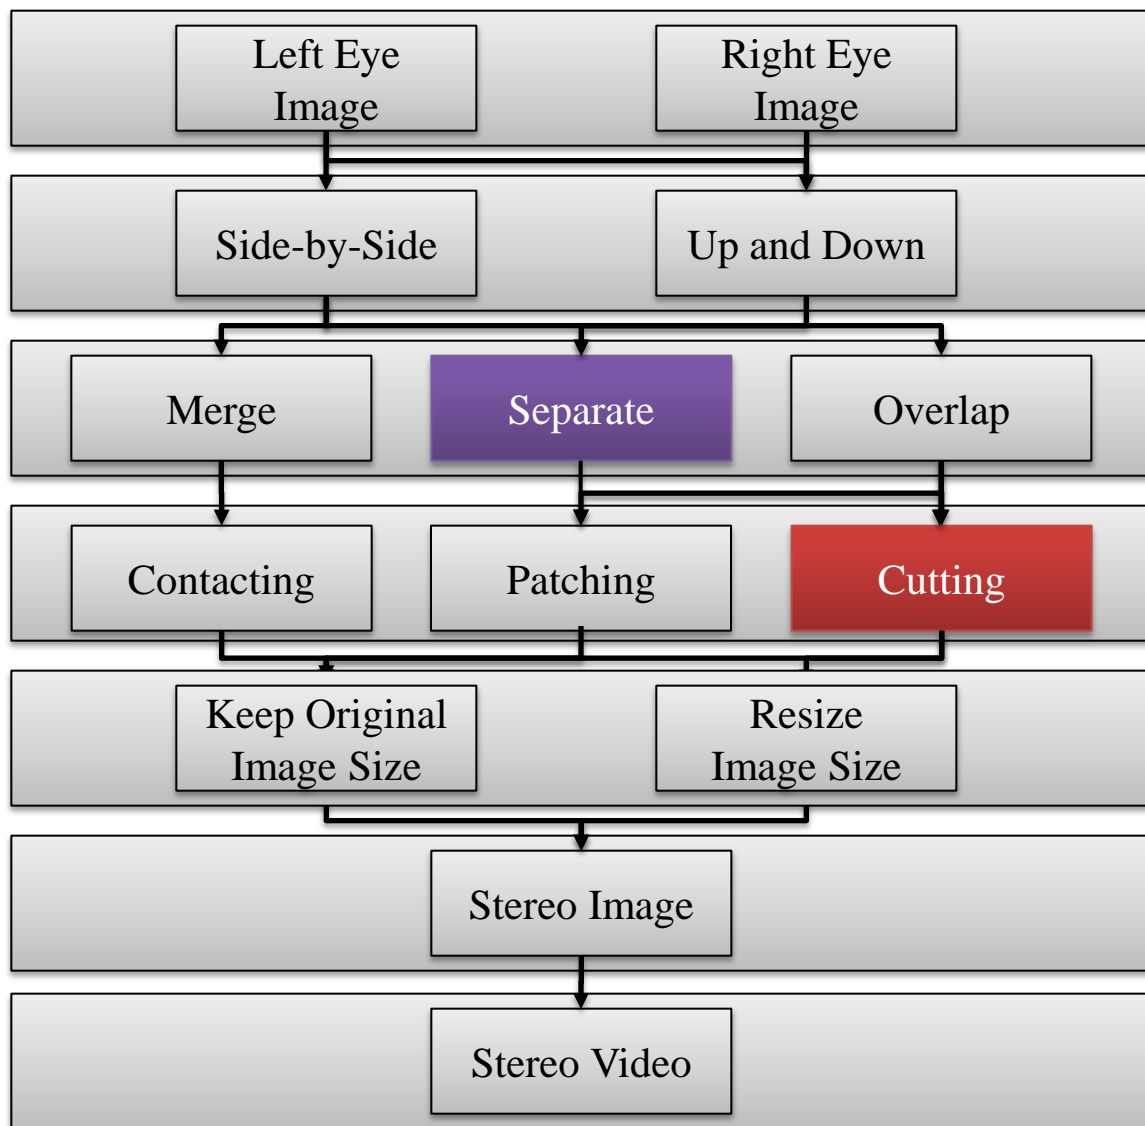 Left Eye
Image
Right Eye
Image
Side-by-Side
Up and Down
Merge
Separate
Overlap
Contacting
Patching
Cutting
Keep Original
Image Size
Resize
Image Size
Stereo Image
Stereo Video